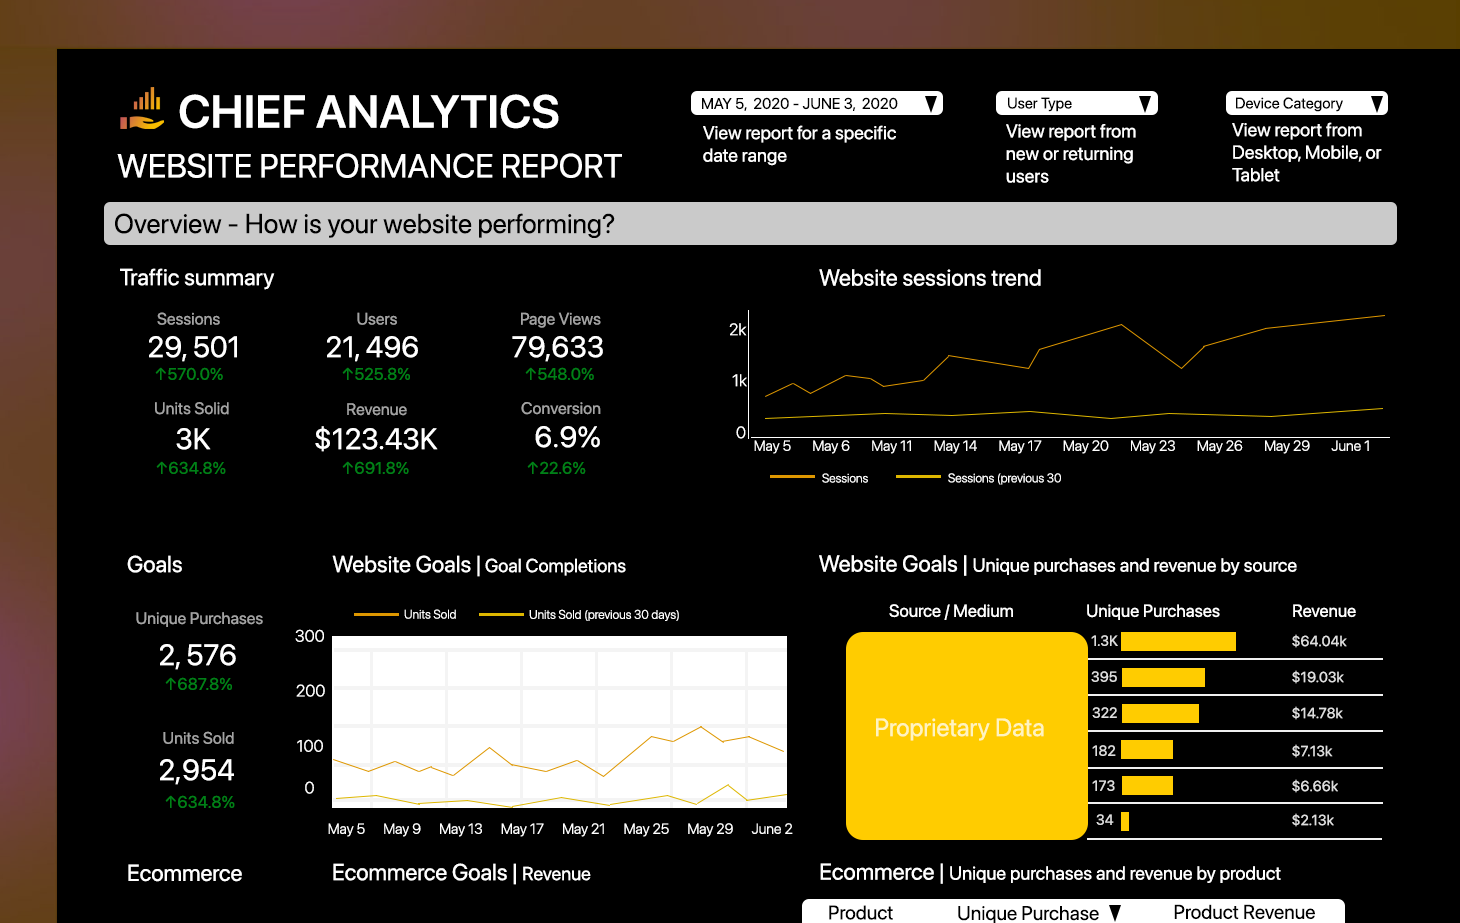 CHIEF ANALYTICS
WEBSITE PERFORMANCE REPORT
MAY 5, 2020 - JUNE 3, 2020
View report for a specific
date range
User Type
View report from
new or returning
users
Device Category
View report from
Desktop, Mobile, or
Tablet
Overview - How is your website performing?
Traffic summary
Sessions
29,501
↑570.0%
Users
21,496
↑525.8%
Page Views
79,633
↑548.0%
Units Solid
3K
↑634.8%
Revenue
$123.43K
↑691.8%
Conversion
6.9%
↑22.6%
Website sessions trend
2k
1k
0
May 5 May 6 May 11 May 14 May 17 May 20 May 23 May 26 May 29 June 1
Sessions Sessions (previous 30
Goals
Unique Purchases
2,576
↑687.8%
Units Sold
2,954
↑634.8%
Website Goals | Goal Completions
Units Sold Units Sold (previous 30 days)
300
200
100
0
May 5 May 9 May 13 May 17 May 21 May 25 May 29 June 2
Website Goals | Unique purchases and revenue by source
Source / Medium Unique Purchases Revenue
Proprietary Data
1.3K $64.04k
395 $19.03k
322 $14.78k
182 $7.13k
173 $6.66k
34 $2.13k
Ecommerce
Ecommerce Goals | Revenue
Ecommerce | Unique purchases and revenue by product
Product Unique Purchase Product Revenue